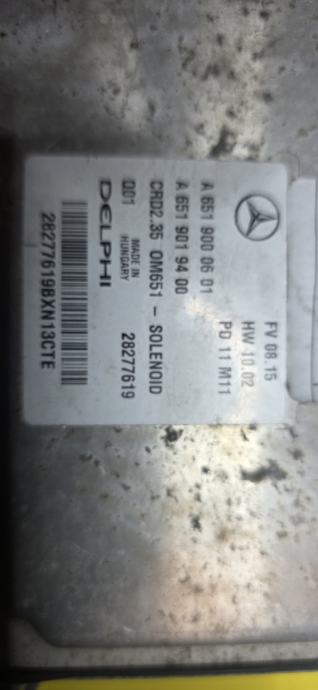 FV 08.15
HW 10.02
PD 11 M11
A 651 900 06 01
A 651 901 94 00
CRD2.35 OM651 - SOLENOID
Q01 MADE IN HUNGARY 28277619
DELPHI
28277619BXN13CTE